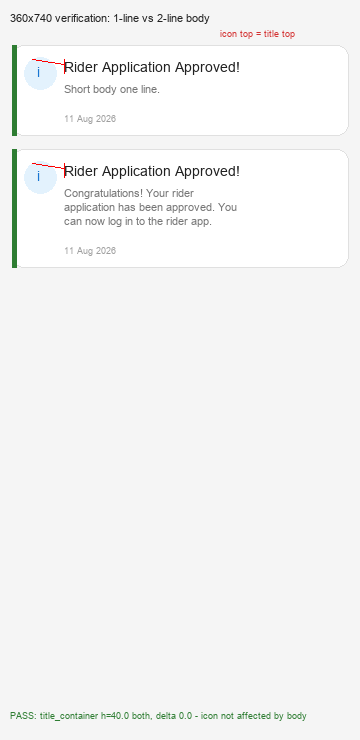 360x740 verification: 1-line vs 2-line body
icon top = title top
i
Rider Application Approved!
Short body one line.
11 Aug 2026
i
Rider Application Approved!
Congratulations! Your rider
application has been approved. You
can now log in to the rider app.
11 Aug 2026
PASS: title_container h=40.0 both, delta 0.0 - icon not affected by body